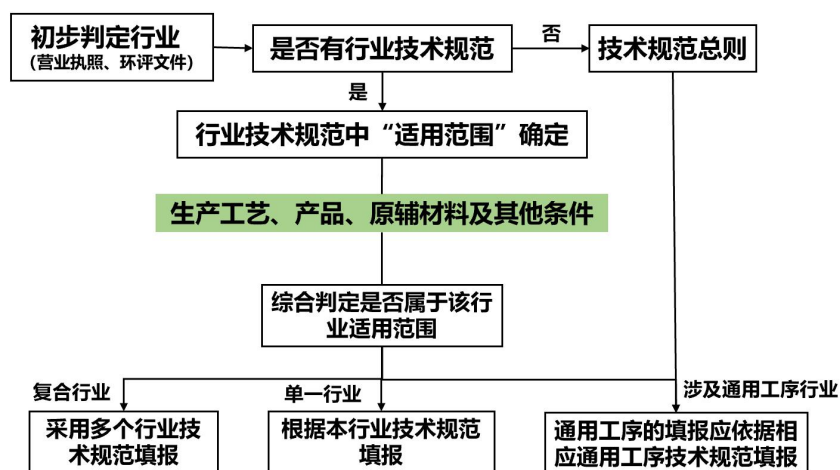 初步判定行业
(营业执照、环评文件)
是否有行业技术规范
否
技术规范总则
是
行业技术规范中“适用范围”确定
生产工艺、产品、原辅材料及其他条件
综合判定是否属于该行
业适用范围
复合行业
单一行业
涉及通用工序行业
采用多个行业技
术规范填报
根据本行业技术规范
填报
通用工序的填报应依据相
应通用工序技术规范填报